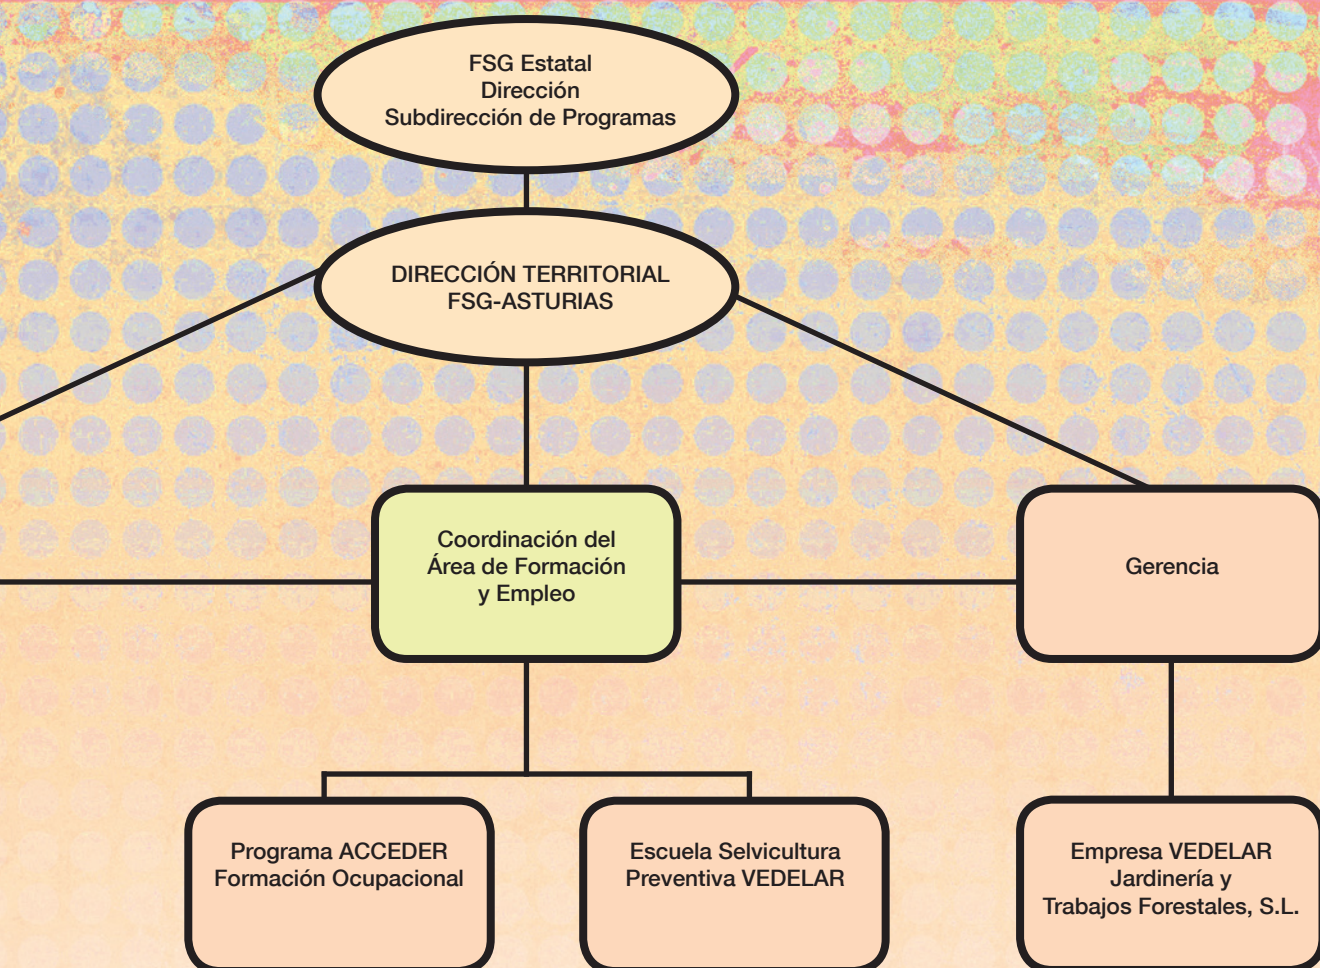 FSG Estatal
Dirección
Subdirección de Programas
DIRECCIÓN TERRITORIAL
FSG-ASTURIAS
Coordinación del
Área de Formación
y Empleo
Gerencia
Programa ACCEDER
Formación Ocupacional
Escuela Selvicultura
Preventiva VEDELAR
Empresa VEDELAR
Jardinería y
Trabajos Forestales, S.L.